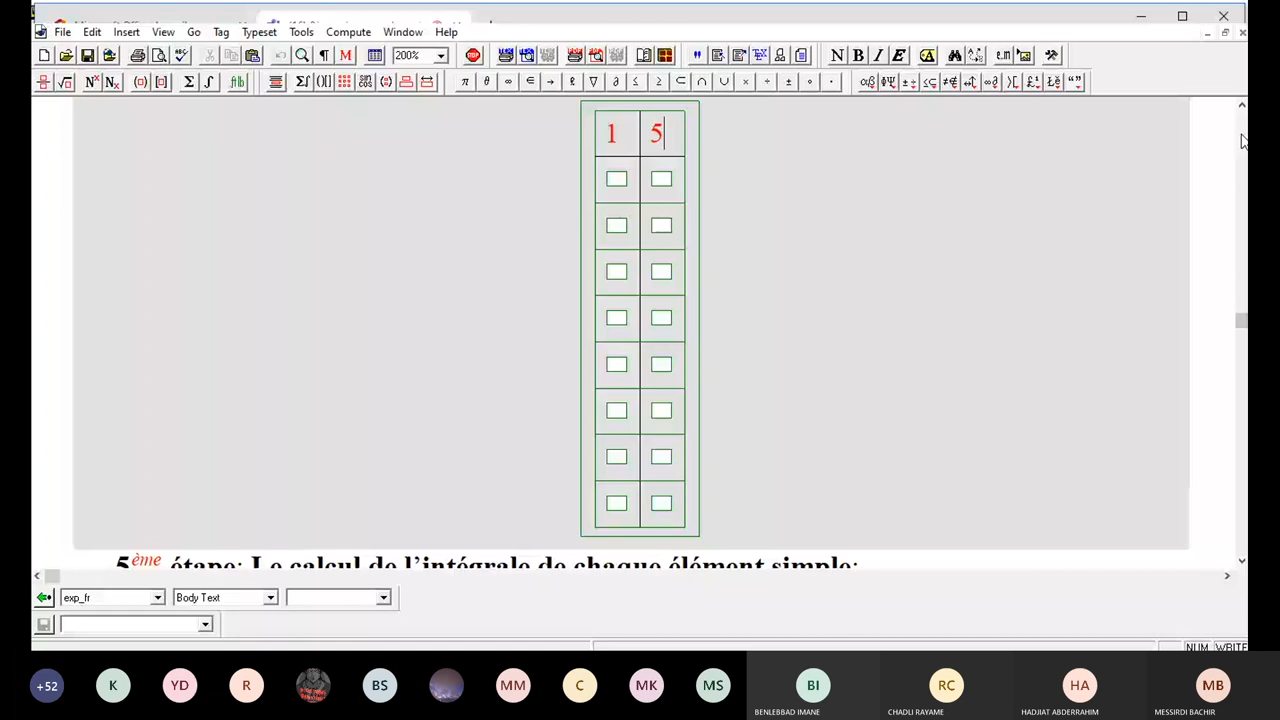 File Edit Insert View Go Tag Typeset Tools Compute Window Help
200% STOP N B I E
N× N× Σ ∫ fIb Σ∫ ()[] π θ ∞ ∈ → ℓ ∇ ∂ ≤ ≥ ⊂ ∩ ∪ × ÷ ± ∘ ·
1 5
5ème étape: Le calcul de l'intégrale de chaque élément simple:
exp_fr Body Text
NUM WRITE
+52 K YD R BS MM C MK MS BI RC HA MB
BENLEBBAD IMANE CHADLI RAYAME HADJIAT ABDERRAHIM MESSIRDI BACHIR